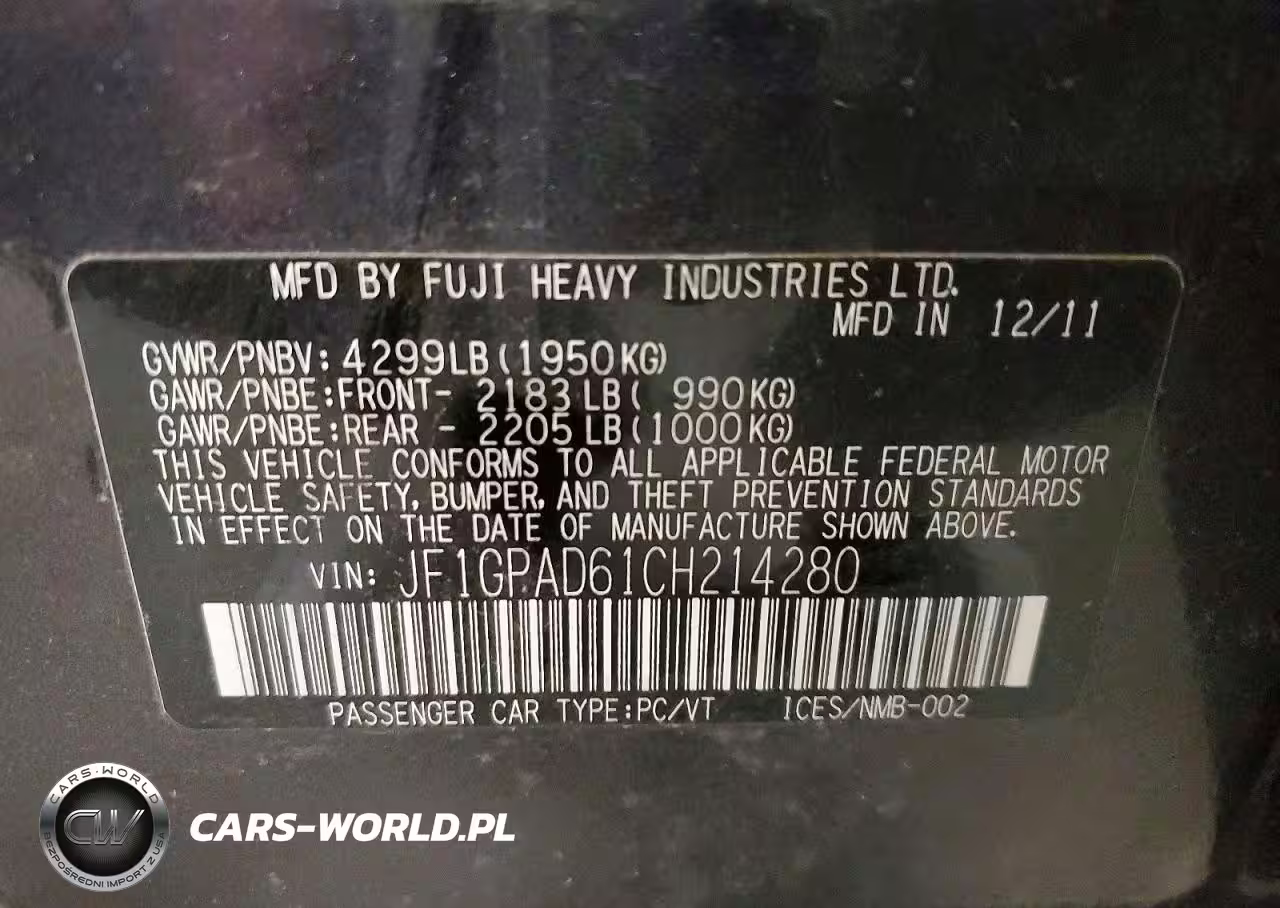 MFD BY FUJI HEAVY INDUSTRIES LTD.
MFD IN 12/11
GVWR/PNBV: 4299LB(1950KG)
GAWR/PNBE:FRONT- 2183LB( 990KG)
GAWR/PNBE:REAR - 2205LB(1000KG)
THIS VEHICLE CONFORMS TO ALL APPLICABLE FEDERAL MOTOR
VEHICLE SAFETY, BUMPER, AND THEFT PREVENTION STANDARDS
IN EFFECT ON THE DATE OF MANUFACTURE SHOWN ABOVE.
VIN: JF1GPAD61CH214280
PASSENGER CAR TYPE:PC/VT ICES/NMB-002
CARS-WORLD
CW
BEZPOŚREDNI IMPORT Z USA
CARS-WORLD.PL